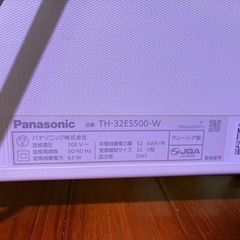 Panasonic
品番 TH-32ES500-W
パナソニック株式会社
定格電圧 100 V～
定格周波数 50/60 Hz
定格消費電力 63 W
年間消費電力量 52 kWh/年
受信機型サイズ 32 V型
区分名 DN1
マレーシア製
JQA